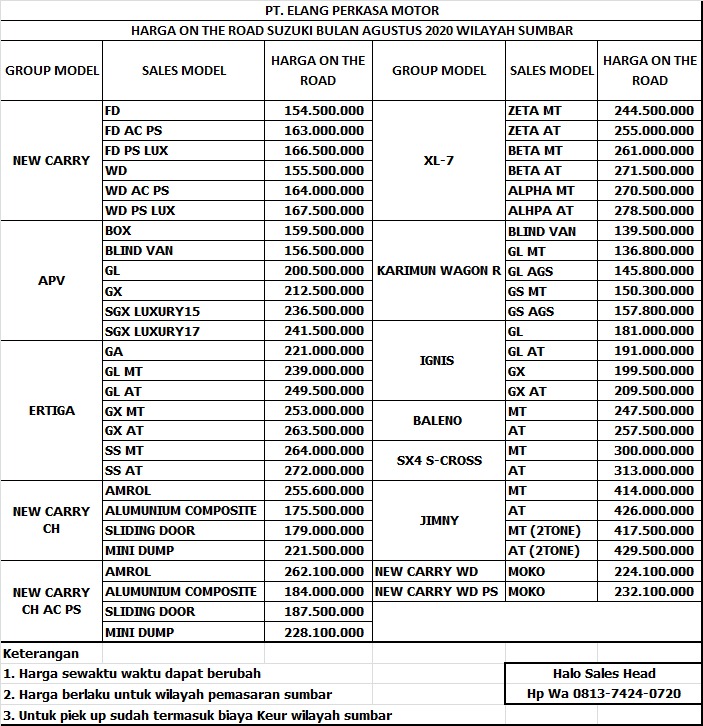 PT. ELANG PERKASA MOTOR
HARGA ON THE ROAD SUZUKI BULAN AGUSTUS 2020 WILAYAH SUMBAR
GROUP MODEL SALES MODEL HARGA ON THE ROAD GROUP MODEL SALES MODEL HARGA ON THE ROAD
NEW CARRY
FD 154.500.000
FD AC PS 163.000.000
FD PS LUX 166.500.000
WD 155.500.000
WD AC PS 164.000.000
WD PS LUX 167.500.000
APV
BOX 159.500.000
BLIND VAN 156.500.000
GL 200.500.000
GX 212.500.000
SGX LUXURY15 236.500.000
SGX LUXURY17 241.500.000
ERTIGA
GA 221.000.000
GL MT 239.000.000
GL AT 249.500.000
GX MT 253.000.000
GX AT 263.500.000
SS MT 264.000.000
SS AT 272.000.000
NEW CARRY
CH
AMROL 255.600.000
ALUMUNIUM COMPOSITE 175.500.000
SLIDING DOOR 179.000.000
MINI DUMP 221.500.000
NEW CARRY
CH AC PS
AMROL 262.100.000
ALUMUNIUM COMPOSITE 184.000.000
SLIDING DOOR 187.500.000
MINI DUMP 228.100.000
XL-7
ZETA MT 244.500.000
ZETA AT 255.000.000
BETA MT 261.000.000
BETA AT 271.500.000
ALPHA MT 270.500.000
ALHPA AT 278.500.000
KARIMUN WAGON R
BLIND VAN 139.500.000
GL MT 136.800.000
GL AGS 145.800.000
GS MT 150.300.000
GS AGS 157.800.000
IGNIS
GL 181.000.000
GL AT 191.000.000
GX 199.500.000
GX AT 209.500.000
BALENO
MT 247.500.000
AT 257.500.000
SX4 S-CROSS
MT 300.000.000
AT 313.000.000
JIMNY
MT 414.000.000
AT 426.000.000
MT (2TONE) 417.500.000
AT (2TONE) 429.500.000
NEW CARRY WD MOKO 224.100.000
NEW CARRY WD PS MOKO 232.100.000
Keterangan
1. Harga sewaktu waktu dapat berubah
2. Harga berlaku untuk wilayah pemasaran sumbar
3. Untuk piek up sudah termasuk biaya Keur wilayah sumbar
Halo Sales Head
Hp Wa 0813-7424-0720